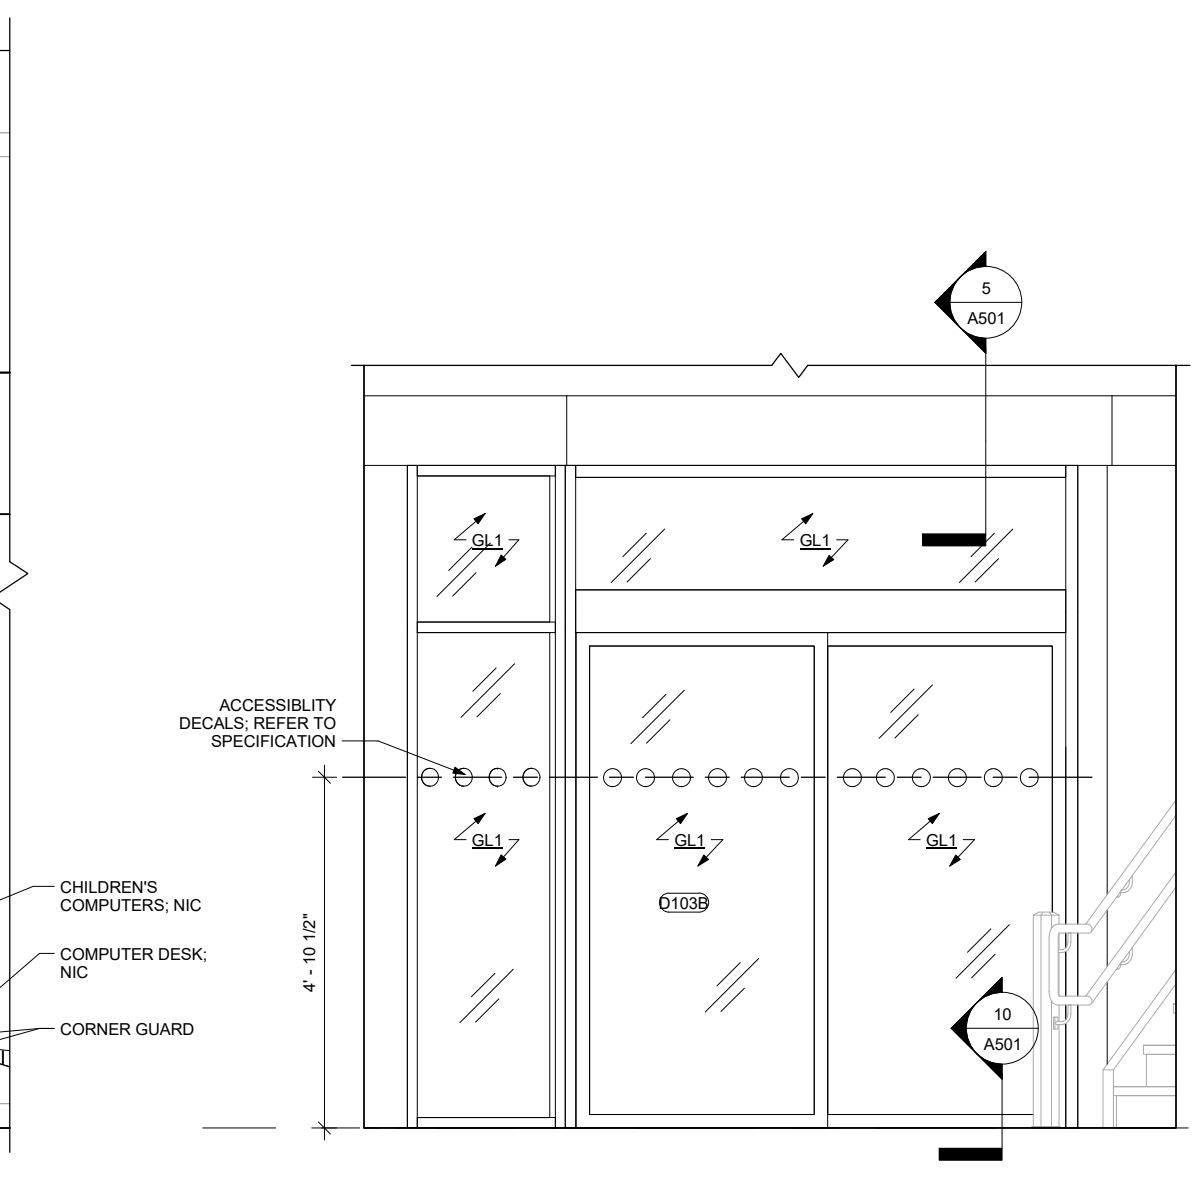 5
A501
GL1
GL1
ACCESSIBLITY
DECALS; REFER TO
SPECIFICATION
GL1
GL1
GL1
D103B
CHILDREN'S
COMPUTERS; NIC
4' - 10 1/2"
COMPUTER DESK;
NIC
CORNER GUARD
10
A501